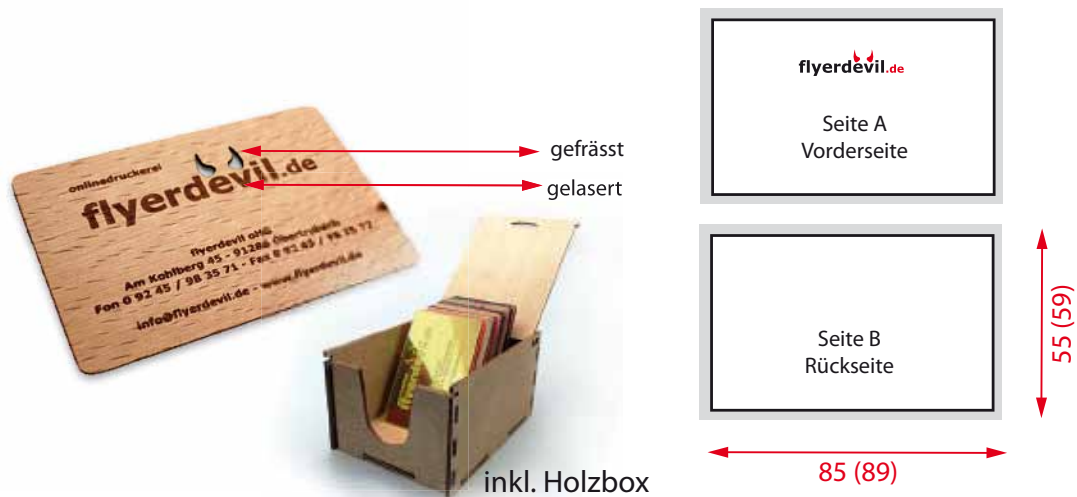 onlinedruckerei
flyerdevil.de
flyerdevil oHG
Am Kohlberg 45 - 91286 Obertrubach
Fon 0 92 45 / 98 35 71 - Fax 0 92 45 / 98 35 72
info@flyerdevil.de - www.flyerdevil.de
gefrässt
gelasert
inkl. Holzbox
flyerdevil.de
Seite A
Vorderseite
Seite B
Rückseite
55 (59)
85 (89)